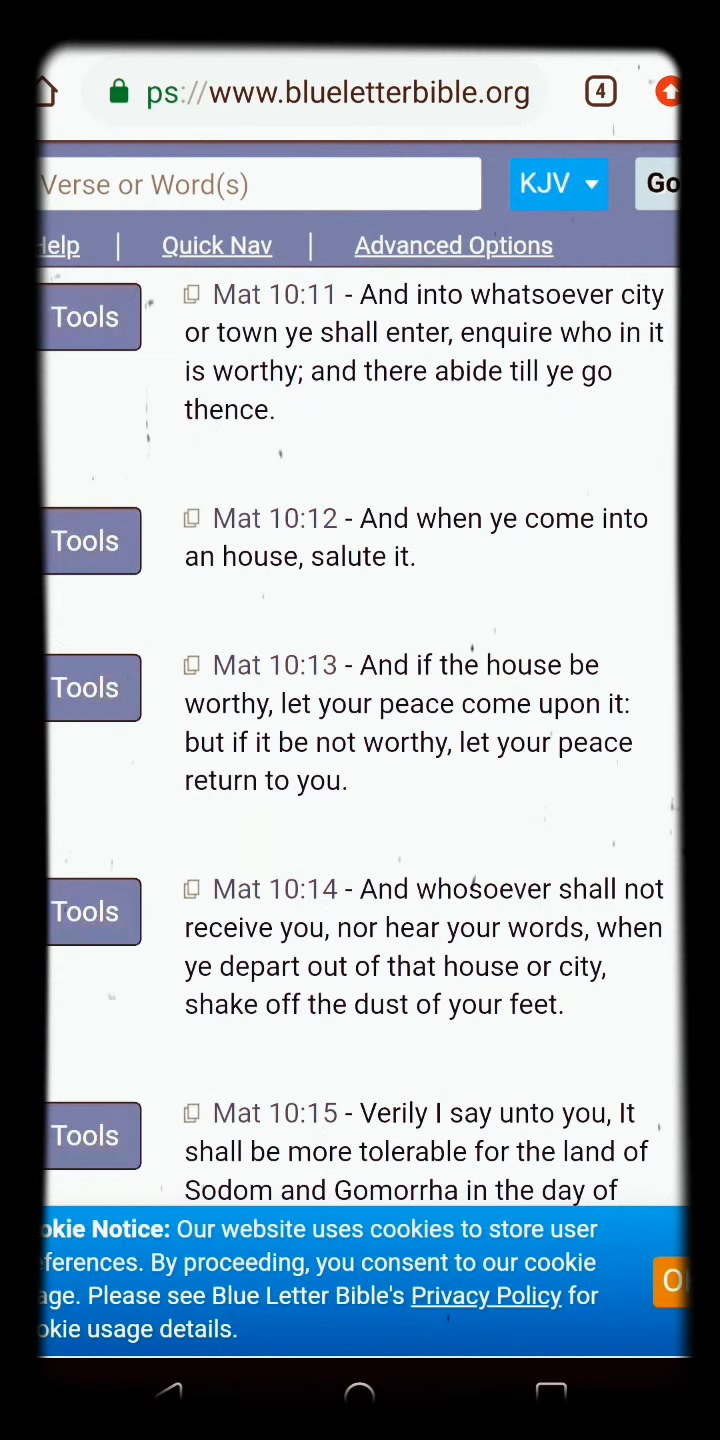 ps://www.blueletterbible.org 4
Verse or Word(s) KJV Go
Help | Quick Nav | Advanced Options
Tools Mat 10:11 - And into whatsoever city
or town ye shall enter, enquire who in it
is worthy; and there abide till ye go
thence.
Tools Mat 10:12 - And when ye come into
an house, salute it.
Tools Mat 10:13 - And if the house be
worthy, let your peace come upon it:
but if it be not worthy, let your peace
return to you.
Tools Mat 10:14 - And whosoever shall not
receive you, nor hear your words, when
ye depart out of that house or city,
shake off the dust of your feet.
Tools Mat 10:15 - Verily I say unto you, It
shall be more tolerable for the land of
Sodom and Gomorrha in the day of
okie Notice: Our website uses cookies to store user
ferences. By proceeding, you consent to our cookie
age. Please see Blue Letter Bible's Privacy Policy for
okie usage details.
O